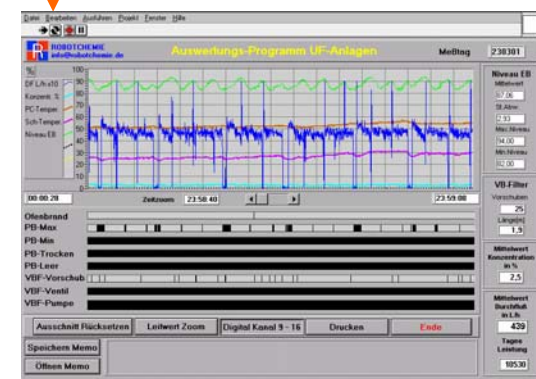 Datei Bearbeiten Ausführen Projekt Fenster Hilfe
ROBOTCHEMIE
info@robotchemie.de
Auswertungs-Programm UF-Anlagen
Meßtag
230301
%
DF L/h x10
Konzentr. %
PC-Temper.
Sch-Temper
Niveau EB
100
90
80
70
60
50
40
30
20
10
00:00:28
Zeitzoom
23:58:40
23:59:08
Ofenbrand
PB-Max
PB-Min
PB-Trocken
PB-Leer
VBF-Vorschub
VBF-Ventil
VBF-Pumpe
Ausschnitt Rücksetzen
Leitwert Zoom
Digital Kanal 9 - 16
Drucken
Ende
Speichern Memo
Öffnen Memo
Niveau EB
Mittelwert
87,06
St.Abw.
2,93
Max.Niveau
94,00
Min.Niveau
82,00
VB-Filter
Vorschuben
25
Länge[m]
1,9
Mittelwert
Konzentration
in %
2,5
Mittelwert
Durchfluß
in L/h
439
Tages
Leistung
10530